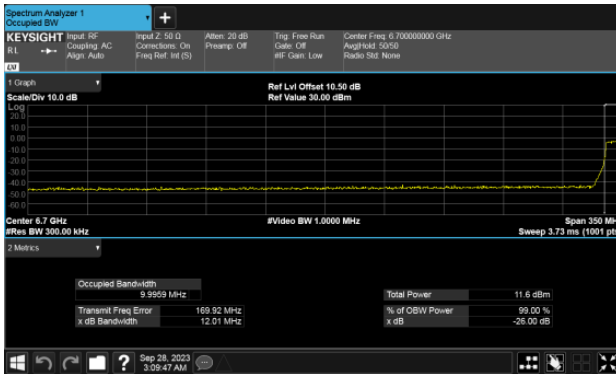 Spectrum Analyzer 1
Occupied BW
+
KEYSIGHT Input: RF Input Z: 50 Ω Atten: 20 dB Trig: Free Run Center Freq: 6.700000000 GHz
RL Coupling: AC Corrections: On Preamp: Off Gate: Off Avg|Hold: 50/50
Align: Auto Freq Ref: Int (S) #IF Gain: Low Radio Std: None
LXI
1 Graph
Ref Lvl Offset 10.50 dB
Scale/Div 10.0 dB Ref Value 30.00 dBm
Log
20.0
10.0
0.00
-10.0
-20.0
-30.0
-40.0
-50.0
-60.0
Center 6.7 GHz #Video BW 1.0000 MHz Span 350 MH
#Res BW 300.00 kHz Sweep 3.73 ms (1001 pts
2 Metrics
Occupied Bandwidth
9.9959 MHz Total Power 11.6 dBm
Transmit Freq Error 169.92 MHz % of OBW Power 99.00 %
x dB Bandwidth 12.01 MHz x dB -26.00 dB
? Sep 28, 2023
3:09:47 AM